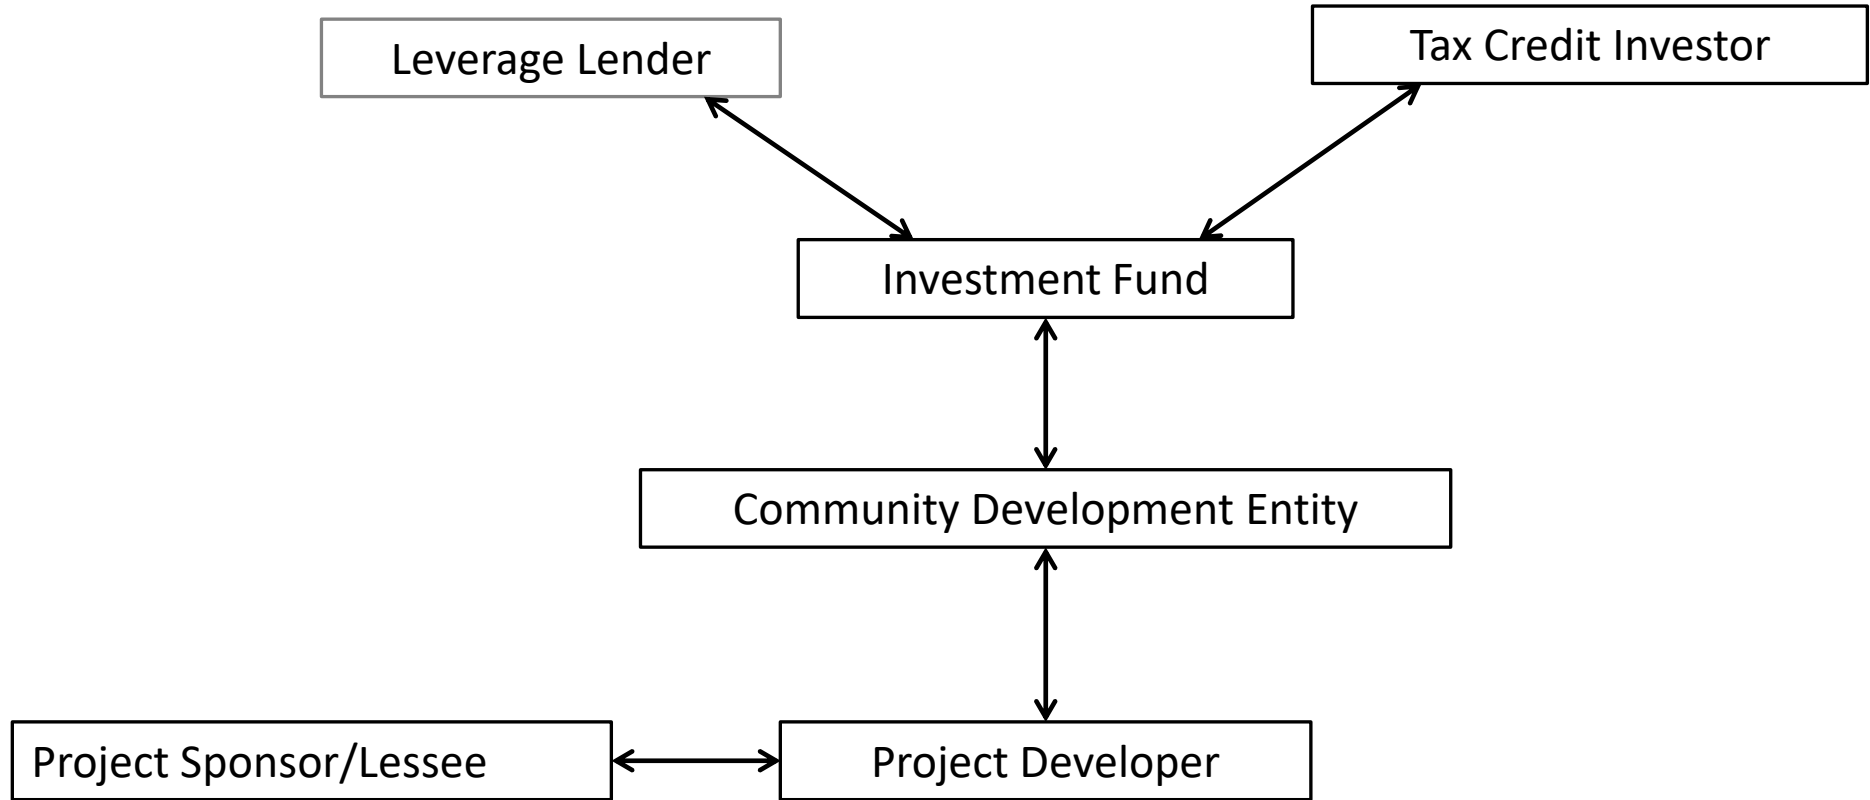 Leverage Lender
Tax Credit Investor
Investment Fund
Community Development Entity
Project Sponsor/Lessee
Project Developer